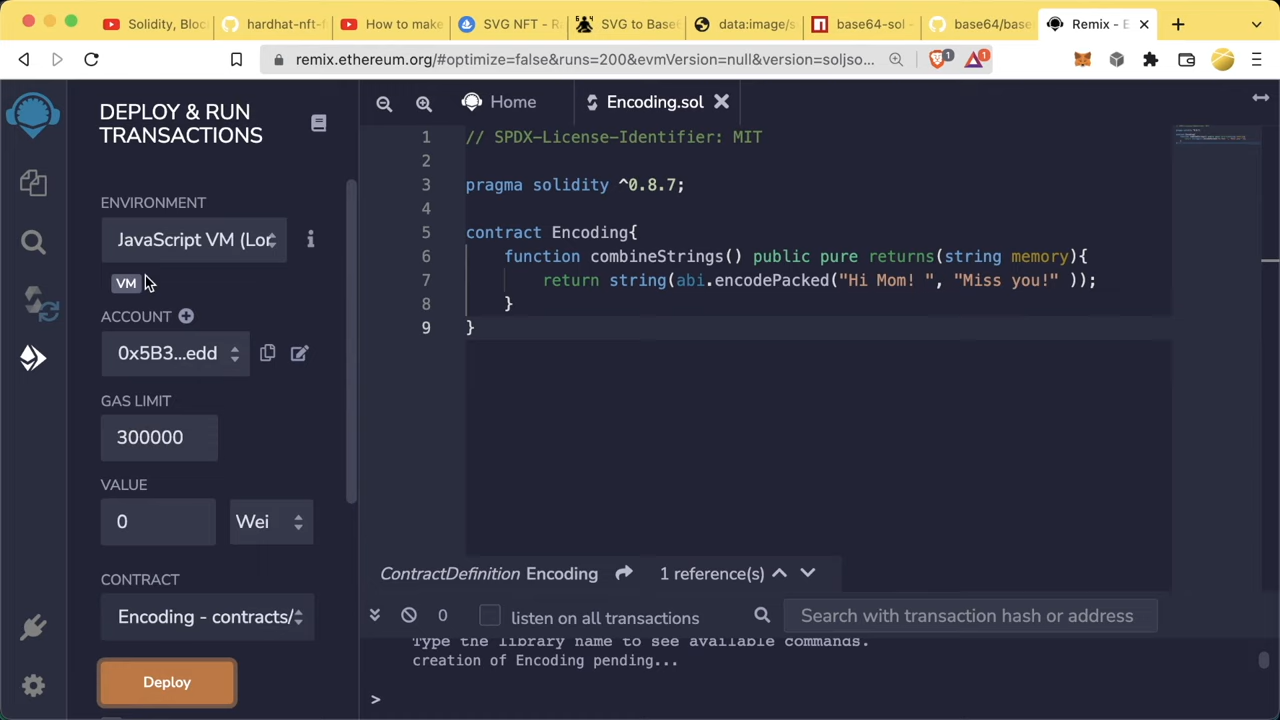 Solidity, Bloc
hardhat-nft-f
How to make
SVG NFT - Ra
SVG to Base6
data:image/s
base64-sol -
base64/base
Remix - E
remix.ethereum.org/#optimize=false&runs=200&evmVersion=null&version=soljso...
1
1
DEPLOY & RUN
TRANSACTIONS
Home
Encoding.sol
ENVIRONMENT
JavaScript VM (Lon
VM
ACCOUNT
0x5B3...edd
GAS LIMIT
300000
VALUE
0
Wei
CONTRACT
Encoding - contracts/
Deploy
1 // SPDX-License-Identifier: MIT
2
3 pragma solidity ^0.8.7;
4
5 contract Encoding{
6 function combineStrings() public pure returns(string memory){
7 return string(abi.encodePacked("Hi Mom! ", "Miss you!" ));
8 }
9 }
ContractDefinition Encoding
1 reference(s)
0
listen on all transactions
Search with transaction hash or address
Type the library name to see available commands.
creation of Encoding pending...
>